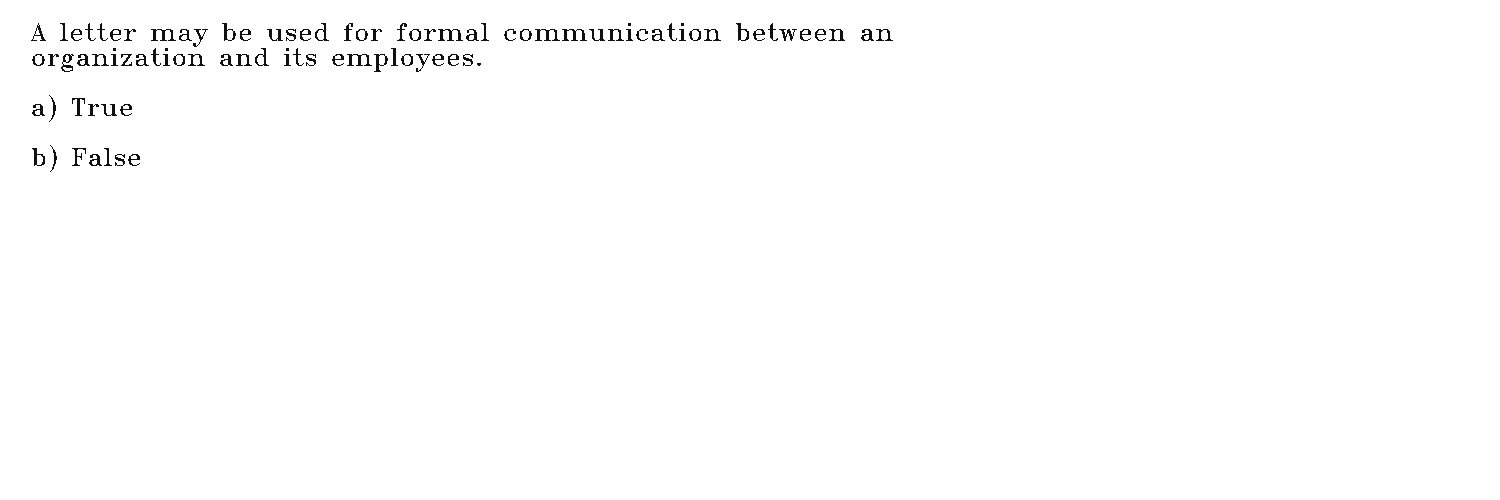 A letter may be used for formal communication between an
organization and its employees.
a) True
b) False